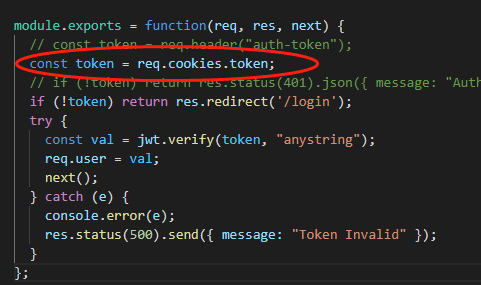 module.exports = function(req, res, next) {
// const token = req.header("auth-token");
const token = req.cookies.token;
// if (!token) return res.status(401).json({ message: "Auth
if (!token) return res.redirect('/login');
try {
const val = jwt.verify(token, "anystring");
req.user = val;
next();
} catch (e) {
console.error(e);
res.status(500).send({ message: "Token Invalid" });
}
};